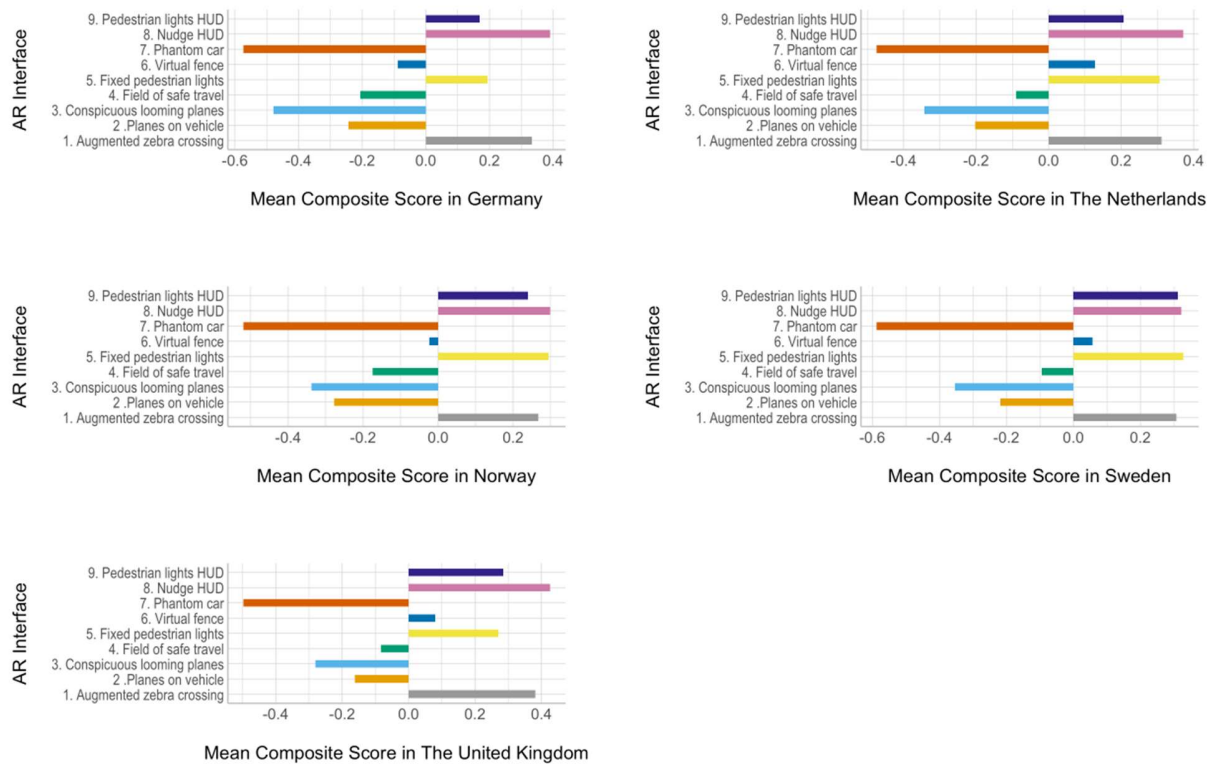 AR Interface
9. Pedestrian lights HUD
8. Nudge HUD
7. Phantom car
6. Virtual fence
5. Fixed pedestrian lights
4. Field of safe travel
3. Conspicuous looming planes
2 .Planes on vehicle
1. Augmented zebra crossing
-0.6 -0.4 -0.2 0.0 0.2 0.4
Mean Composite Score in Germany
AR Interface
9. Pedestrian lights HUD
8. Nudge HUD
7. Phantom car
6. Virtual fence
5. Fixed pedestrian lights
4. Field of safe travel
3. Conspicuous looming planes
2 .Planes on vehicle
1. Augmented zebra crossing
-0.4 -0.2 0.0 0.2 0.4
Mean Composite Score in The Netherlands
AR Interface
9. Pedestrian lights HUD
8. Nudge HUD
7. Phantom car
6. Virtual fence
5. Fixed pedestrian lights
4. Field of safe travel
3. Conspicuous looming planes
2 .Planes on vehicle
1. Augmented zebra crossing
-0.4 -0.2 0.0 0.2
Mean Composite Score in Norway
AR Interface
9. Pedestrian lights HUD
8. Nudge HUD
7. Phantom car
6. Virtual fence
5. Fixed pedestrian lights
4. Field of safe travel
3. Conspicuous looming planes
2 .Planes on vehicle
1. Augmented zebra crossing
-0.6 -0.4 -0.2 0.0 0.2
Mean Composite Score in Sweden
AR Interface
9. Pedestrian lights HUD
8. Nudge HUD
7. Phantom car
6. Virtual fence
5. Fixed pedestrian lights
4. Field of safe travel
3. Conspicuous looming planes
2 .Planes on vehicle
1. Augmented zebra crossing
-0.4 -0.2 0.0 0.2 0.4
Mean Composite Score in The United Kingdom